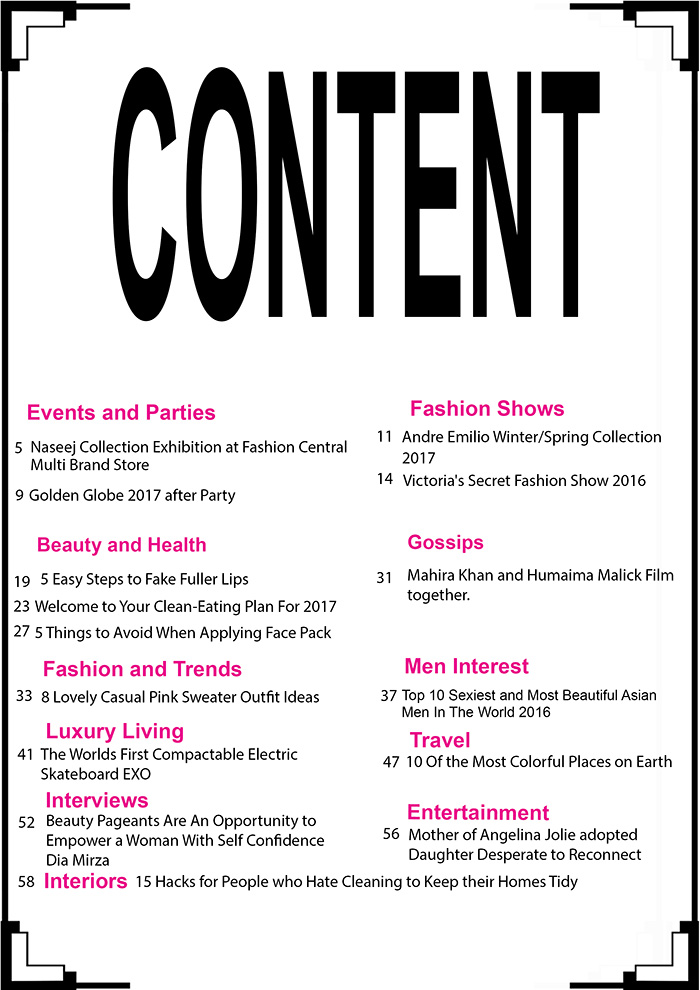 CONTENT
Events and Parties
5 Naseej Collection Exhibition at Fashion Central
Multi Brand Store
9 Golden Globe 2017 after Party
Fashion Shows
11 Andre Emilio Winter/Spring Collection
2017
14 Victoria's Secret Fashion Show 2016
Beauty and Health
19 5 Easy Steps to Fake Fuller Lips
23 Welcome to Your Clean-Eating Plan For 2017
27 5 Things to Avoid When Applying Face Pack
Gossips
31 Mahira Khan and Humaima Malick Film
together.
Fashion and Trends
33 8 Lovely Casual Pink Sweater Outfit Ideas
Men Interest
37 Top 10 Sexiest and Most Beautiful Asian
Men In The World 2016
Luxury Living
41 The Worlds First Compactable Electric
Skateboard EXO
Travel
47 10 Of the Most Colorful Places on Earth
Interviews
52 Beauty Pageants Are An Opportunity to
Empower a Woman With Self Confidence
Dia Mirza
Entertainment
56 Mother of Angelina Jolie adopted
Daughter Desperate to Reconnect
58 Interiors 15 Hacks for People who Hate Cleaning to Keep their Homes Tidy